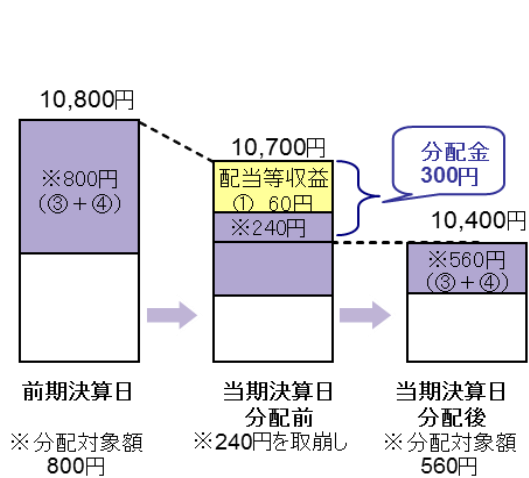 10,800円
※800円
(③+④)
10,700円
配当等収益
① 60円
※240円
分配金
300円
10,400円
※560円
(③+④)
前期決算日
※分配対象額
800円
当期決算日
分配前
※240円を取崩し
当期決算日
分配後
※分配対象額
560円